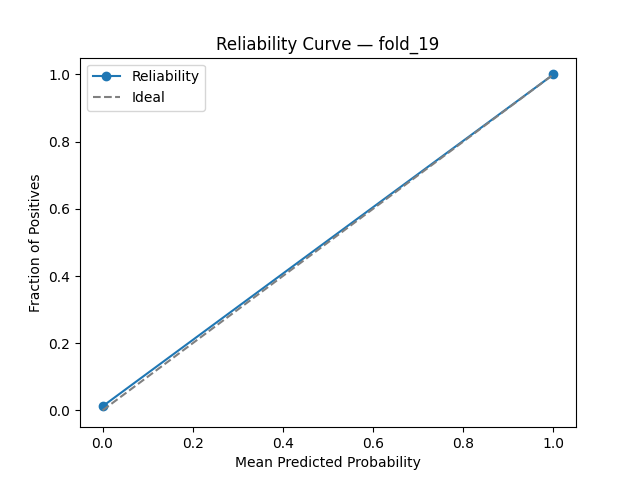 Reliability Curve — fold_19
Reliability
Ideal
Fraction of Positives
1.0
0.8
0.6
0.4
0.2
0.0
0.0 0.2 0.4 0.6 0.8 1.0
Mean Predicted Probability